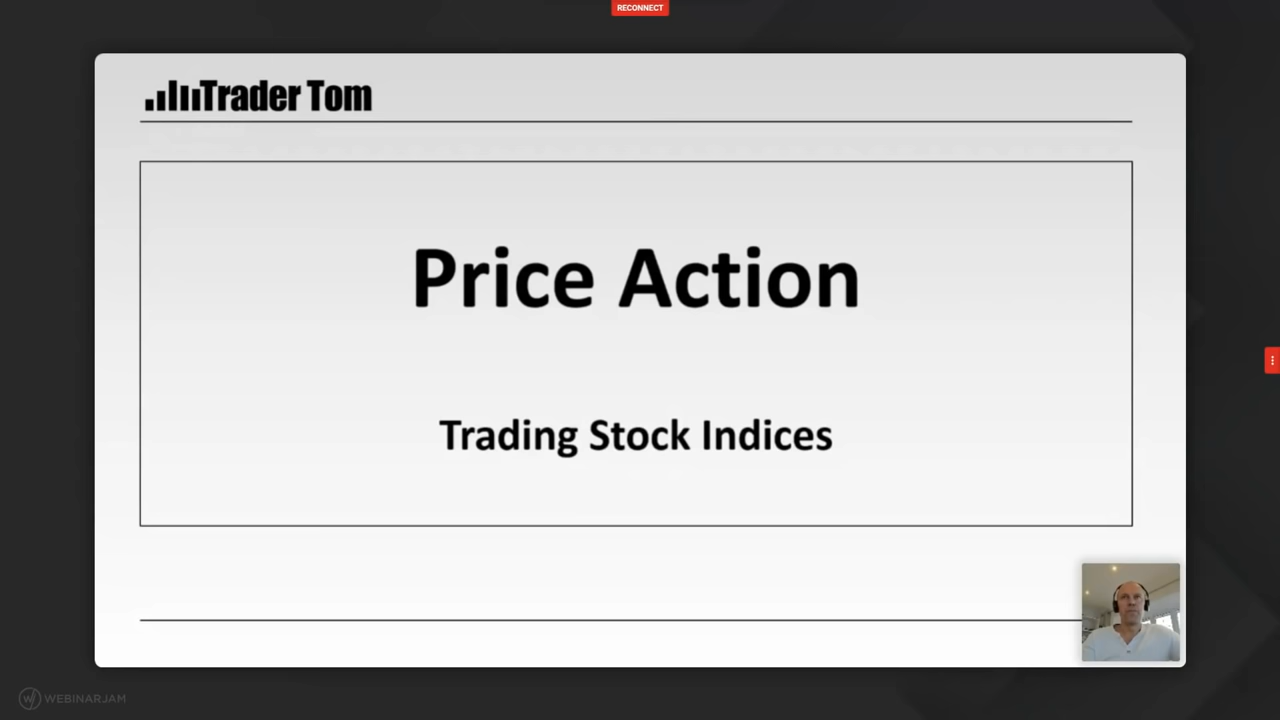 RECONNECT
Trader Tom
Price Action
Trading Stock Indices
WEBINARJAM